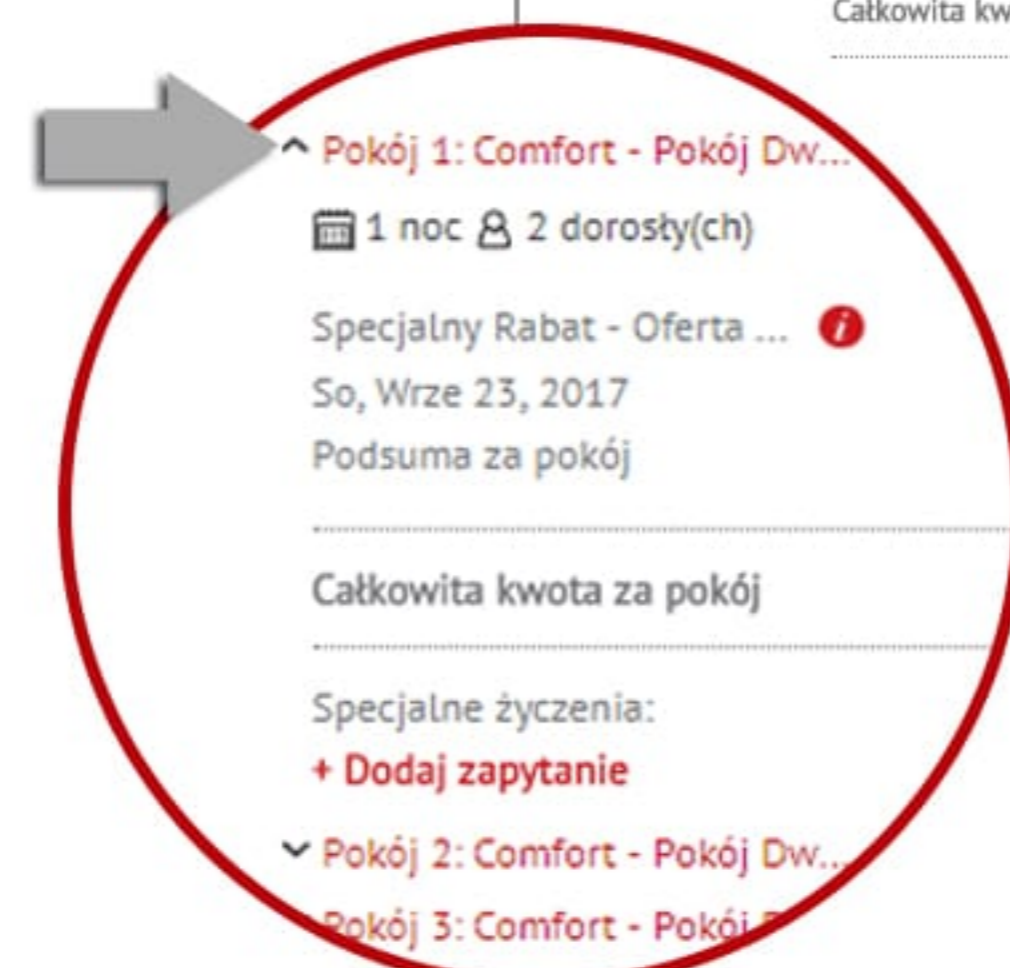 Całkowita kw
Pokój 1: Comfort - Pokój Dw...
1 noc 2 dorosły(ch)
Specjalny Rabat - Oferta ...
So, Wrze 23, 2017
Podsuma za pokój
Całkowita kwota za pokój
Specjalne życzenia:
+ Dodaj zapytanie
Pokój 2: Comfort - Pokój Dw...
Pokój 3: Comfort - Pokój